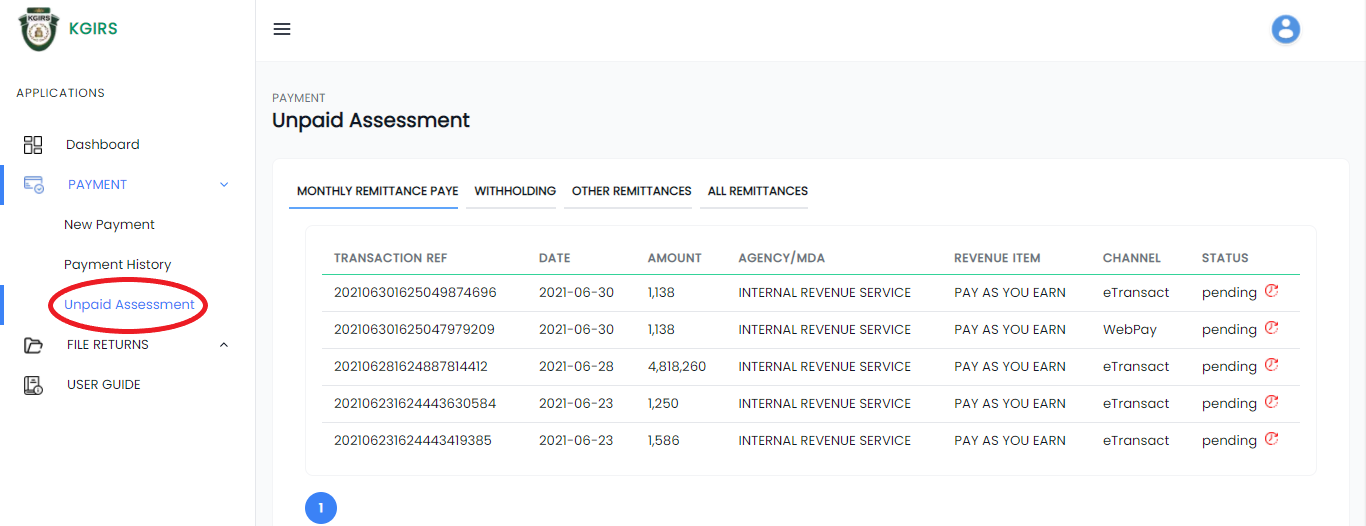 KGIRS
KGIRS
APPLICATIONS
Dashboard
PAYMENT
New Payment
Payment History
Unpaid Assessment
FILE RETURNS
USER GUIDE
PAYMENT
Unpaid Assessment
MONTHLY REMITTANCE PAYE WITHHOLDING OTHER REMITTANCES ALL REMITTANCES
TRANSACTION REF DATE AMOUNT AGENCY/MDA REVENUE ITEM CHANNEL STATUS
202106301625049874696 2021-06-30 1,138 INTERNAL REVENUE SERVICE PAY AS YOU EARN eTransact pending
202106301625047979209 2021-06-30 1,138 INTERNAL REVENUE SERVICE PAY AS YOU EARN WebPay pending
202106281624887814412 2021-06-28 4,818,260 INTERNAL REVENUE SERVICE PAY AS YOU EARN eTransact pending
202106231624443630584 2021-06-23 1,250 INTERNAL REVENUE SERVICE PAY AS YOU EARN eTransact pending
202106231624443419385 2021-06-23 1,586 INTERNAL REVENUE SERVICE PAY AS YOU EARN eTransact pending
1